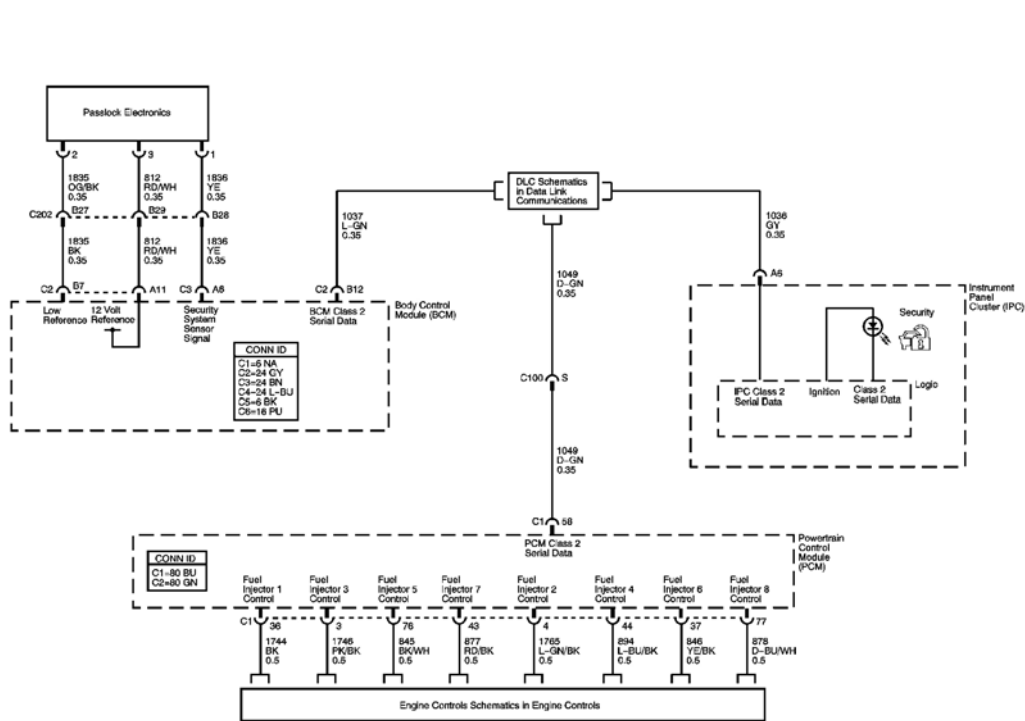 Passlock Electronics
2 3 1
1835 OG/BK 0.35
812 RD/WH 0.35
1836 YE 0.35
C202 B27 B29 B28
1835 BK 0.35
812 RD/WH 0.35
1836 YE 0.35
C2 B7 A11 C3 A8
Low Reference
12 Volt Reference
Security System Sensor Signal
DLC Schematics
in Data Link
Communications
1037
L-GN
0.35
C2 B12
BCM Class 2
Serial Data
Body Control
Module (BCM)
CONN ID
C1=6 NA
C2=24 GY
C3=24 BN
C4=24 L-BU
C5=6 BK
C6=16 PU
1049
D-GN
0.35
C100 S
1049
D-GN
0.35
C1 58
PCM Class 2
Serial Data
1036
GY
0.35
A6
Instrument
Panel
Cluster (IPC)
Security
IPC Class 2
Serial Data
Ignition
Class 2
Serial Data
Logic
Powertrain
Control
Module
(PCM)
CONN ID
C1=80 BU
C2=80 GN
Fuel Injector 1 Control
Fuel Injector 3 Control
Fuel Injector 5 Control
Fuel Injector 7 Control
Fuel Injector 2 Control
Fuel Injector 4 Control
Fuel Injector 6 Control
Fuel Injector 8 Control
C1 36 3 76 43 4 44 37 77
1744 BK 0.5
1746 PK/BK 0.5
845 BK/WH 0.5
877 RD/BK 0.5
1765 L-GN/BK 0.5
894 L-BU/BK 0.5
846 YE/BK 0.5
878 D-BU/WH 0.5
Engine Controls Schematics in Engine Controls